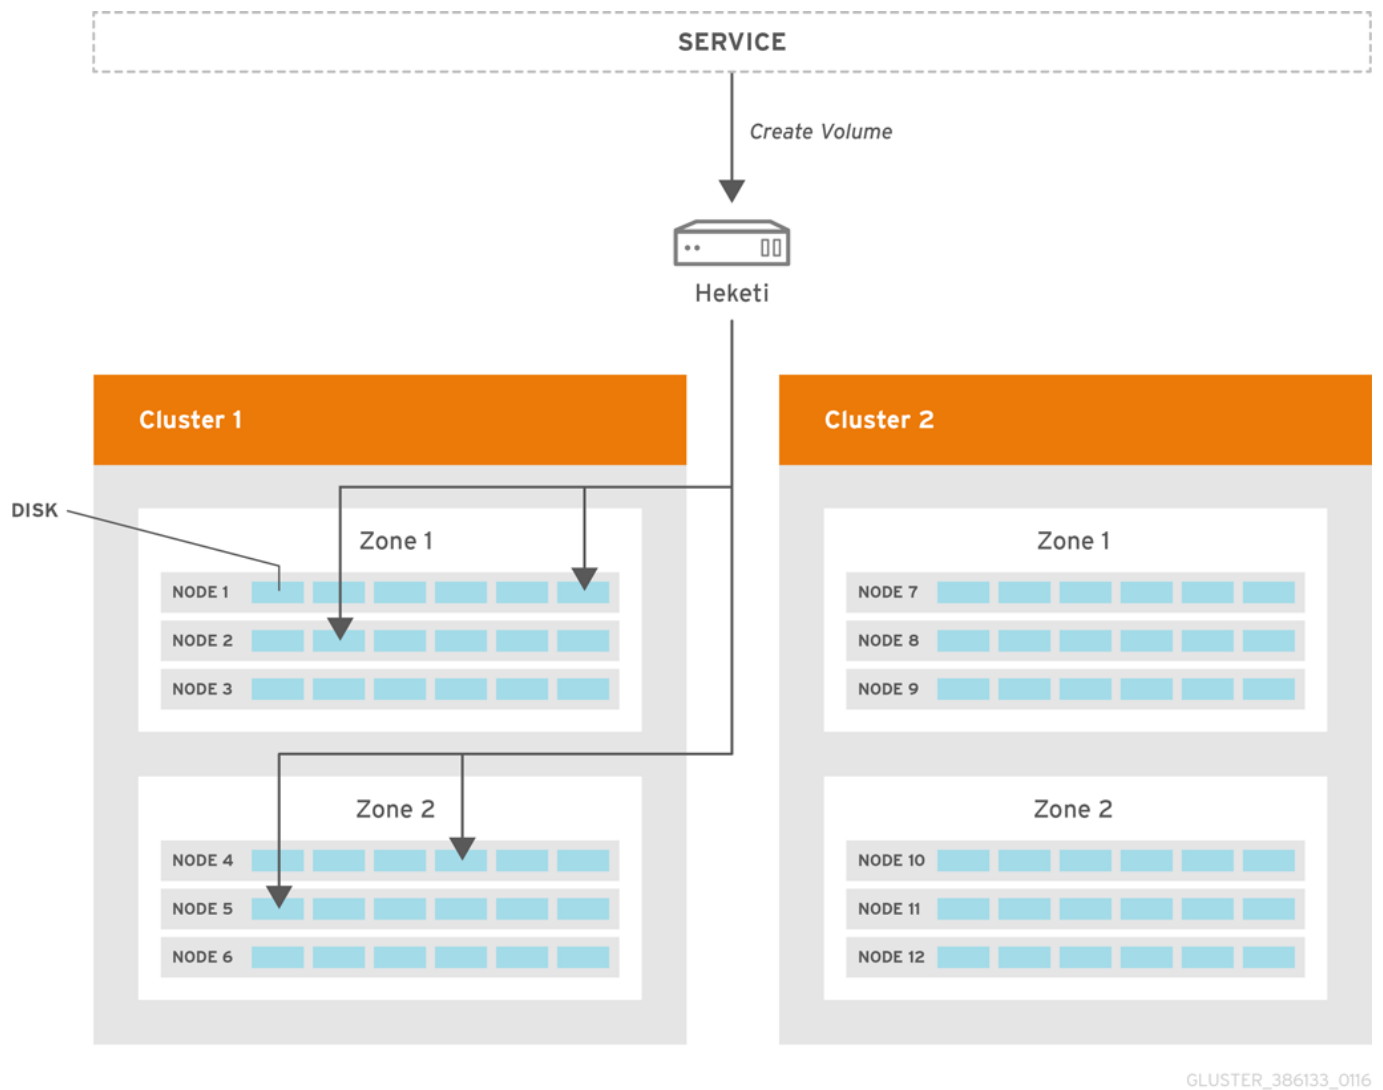 SERVICE
Create Volume
Heketi
Cluster 1
Cluster 2
DISK
Zone 1
NODE 1
NODE 2
NODE 3
Zone 1
NODE 7
NODE 8
NODE 9
Zone 2
NODE 4
NODE 5
NODE 6
Zone 2
NODE 10
NODE 11
NODE 12
GLUSTER_386133_0116